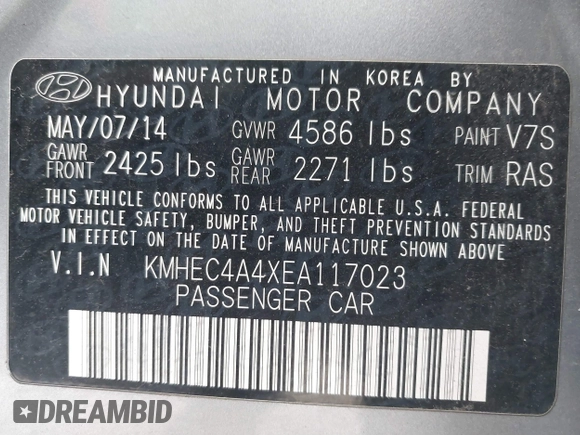 MANUFACTURED IN KOREA BY
HYUNDAI MOTOR COMPANY
MAY/07/14 GVWR 4586 lbs PAINT V7S
GAWR FRONT 2425 lbs GAWR REAR 2271 lbs TRIM RAS
THIS VEHICLE CONFORMS TO ALL APPLICABLE U.S.A. FEDERAL
MOTOR VEHICLE SAFETY, BUMPER, AND THEFT PREVENTION STANDARDS
IN EFFECT ON THE DATE OF MANUFACTURE SHOWN ABOVE
V.I.N KMHEC4A4XEA117023
PASSENGER CAR
DREAMBID